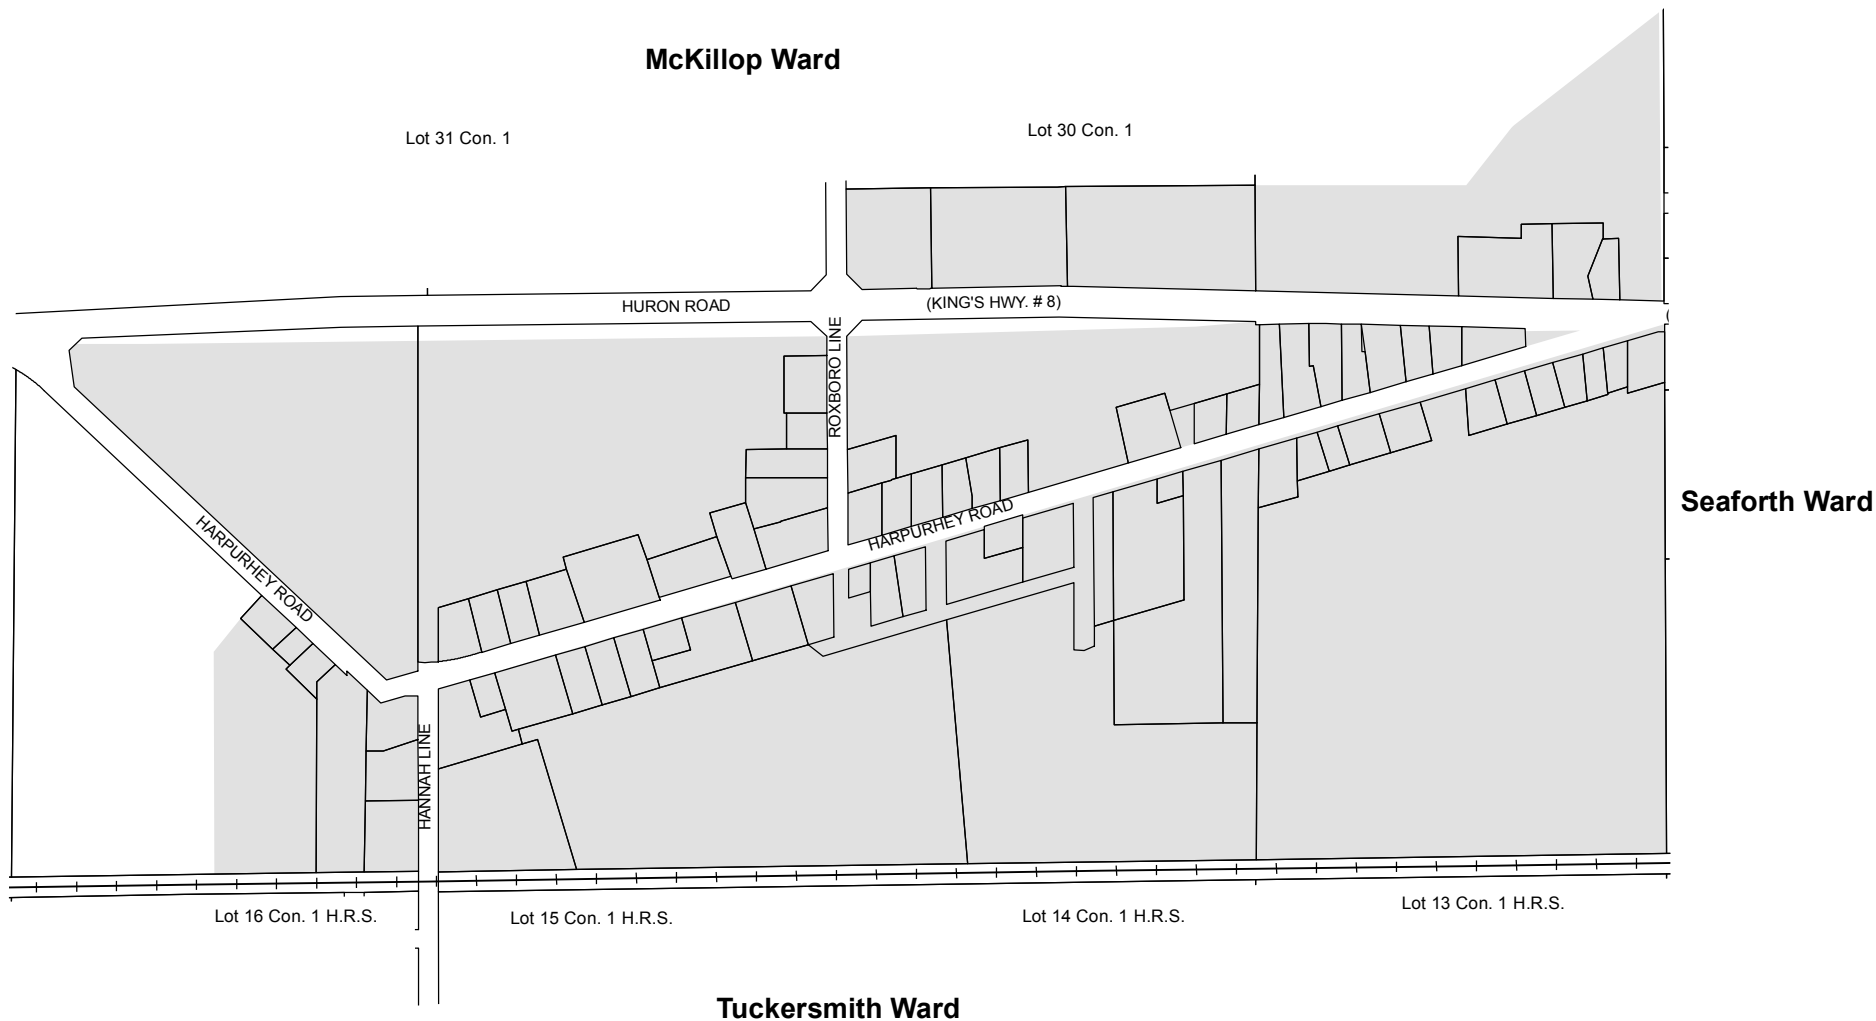 McKillop Ward
Lot 31 Con. 1
Lot 30 Con. 1
HURON ROAD
(KING'S HWY. # 8)
(
ROXBORO LINE
Seaforth Ward
HARPURHEY ROAD
HARPURHEY ROAD
HANNAH LINE
Lot 16 Con. 1 H.R.S.
Lot 15 Con. 1 H.R.S.
Lot 14 Con. 1 H.R.S.
Lot 13 Con. 1 H.R.S.
Tuckersmith Ward